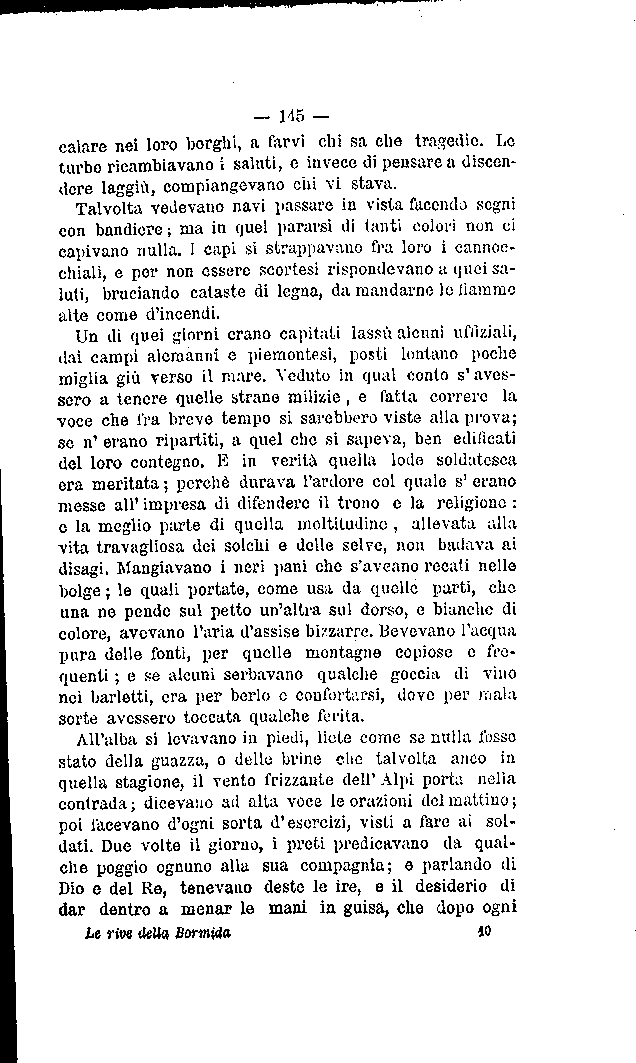 — 145 —
calare nei loro borghi, a farvi chi sa che tragedie. Le
turbe ricambiavano i saluti, e invece di pensare a discen-
dere laggiù, compiangevano chi vi stava.
Talvolta vedevano navi passare in vista facendo segni
con bandiere; ma in quel pararsi di tanti colori non ci
capivano nulla. I capi si strappavano fra loro i cannoc-
chiali, e per non essere scortesi rispondevano a quei sa-
luti, bruciando cataste di legna, da mandarne le fiamme
alte come d'incendi.
Un di quei giorni erano capitati lassù alcuni uffiziali,
dai campi alemanni e piemontesi, posti lontano poche
miglia giù verso il mare. Veduto in qual conto s'aves-
sero a tenere quelle strane milizie, e fatta correre la
voce che fra breve tempo si sarebbero viste alla prova;
se n'erano ripartiti, a quel che si sapeva, ben edificati
del loro contegno. E in verità quella lode soldatesca
era meritata; perchè durava l'ardore col quale s'erano
messe all'impresa di difendere il trono e la religione:
e la meglio parte di quella moltitudine, allevata alla
vita travagliosa dei solchi e delle selve, non badava ai
disagi. Mangiavano i neri pani che s'aveano recati nelle
bolge; le quali portate, come usa da quelle parti, che
una ne pende sul petto un'altra sul dorso, e bianche di
colore, avevano l'aria d'assise bizzarre. Bevevano l'acqua
pura delle fonti, per quelle montagne copiose e fre-
quenti; e se alcuni serbavano qualche goccia di vino
nei barletti, era per berlo e confortarsi, dove per mala
sorte avessero toccata qualche ferita.
All'alba si levavano in piedi, liete come se nulla fosse
stato della guazza, o delle brine che talvolta anco in
quella stagione, il vento frizzante dell'Alpi porta nella
contrada; dicevano ad alta voce le orazioni del mattino;
poi facevano d'ogni sorta d'esercizi, visti a fare ai sol-
dati. Due volte il giorno, i preti predicavano da qual-
che poggio ognuno alla sua compagnia; e parlando di
Dio e del Re, tenevano deste le ire, e il desiderio di
dar dentro a menar le mani in guisa, che dopo ogni
Le rive della Bormida 10